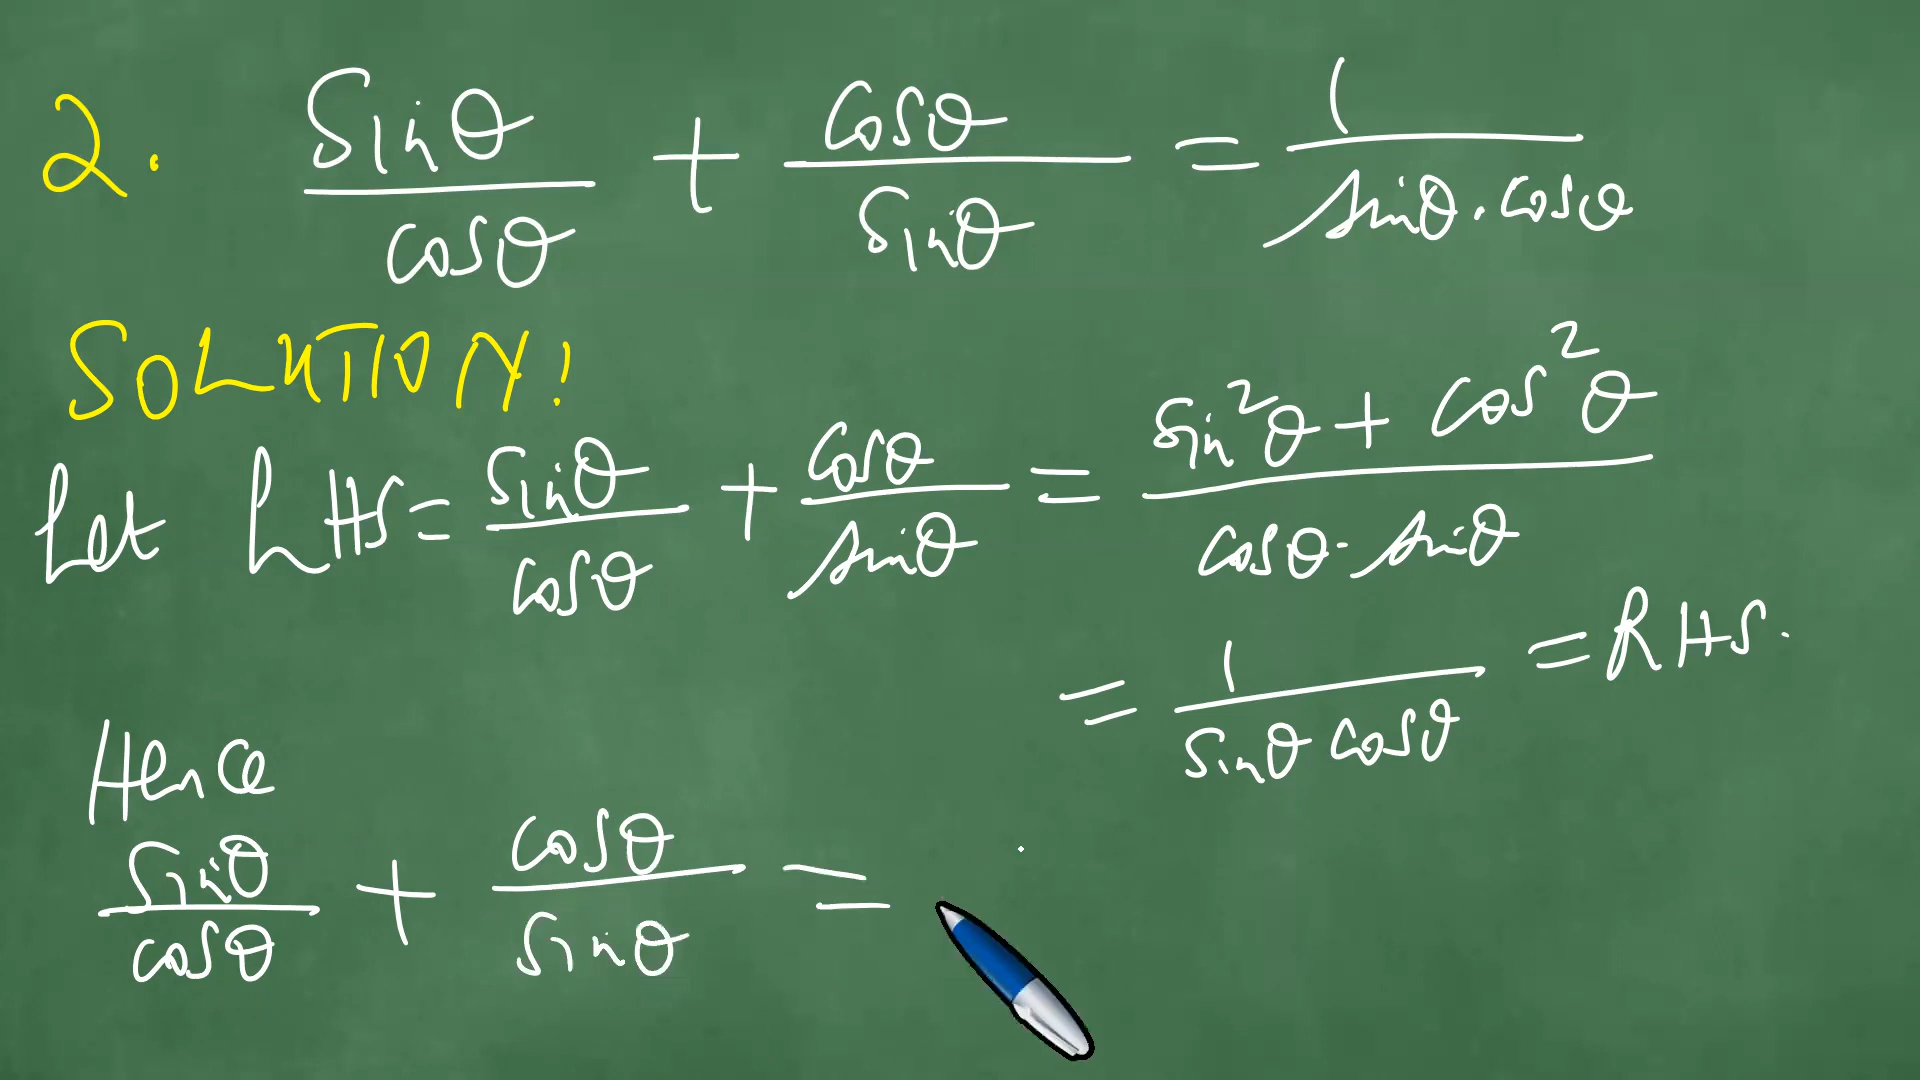 2. Sinθ/cosθ + cosθ/Sinθ = 1/sinθ.cosθ
SOLUTION!
Let LHS = sinθ/cosθ + cosθ/sinθ = sin²θ + cos²θ/cosθ·sinθ
= 1/sinθ cosθ = RHS.
Hence
Sinθ/cosθ + cosθ/sinθ =